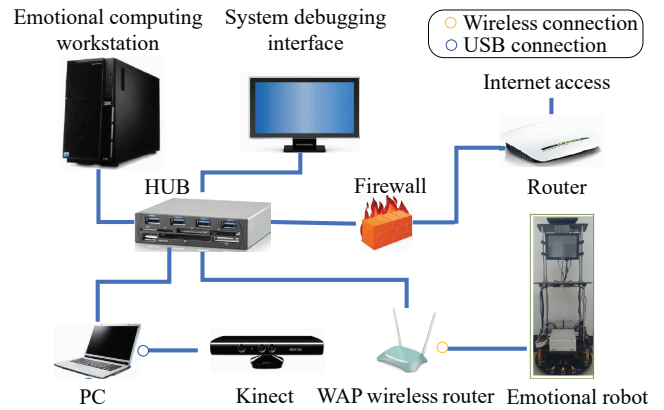 Emotional computing
workstation
System debugging
interface
Wireless connection
USB connection
Internet access
HUB
Firewall
Router
PC
Kinect
WAP wireless router
Emotional robot